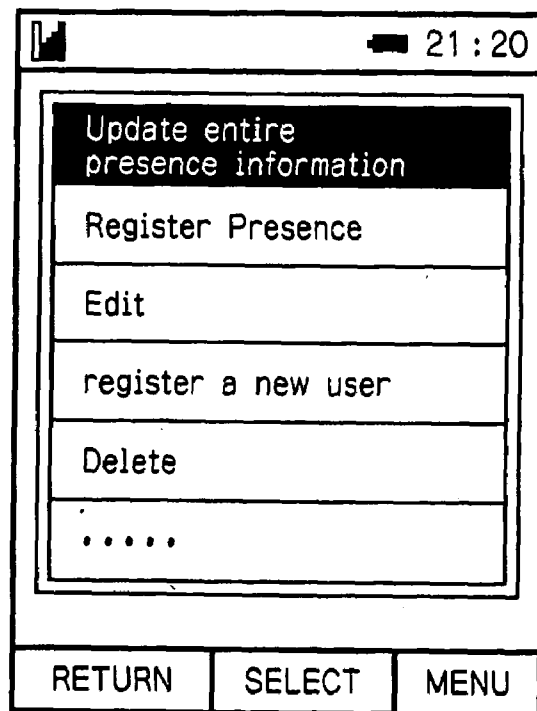 21:20
Update entire
presence information
Register Presence
Edit
register a new user
Delete
.....
RETURN SELECT MENU